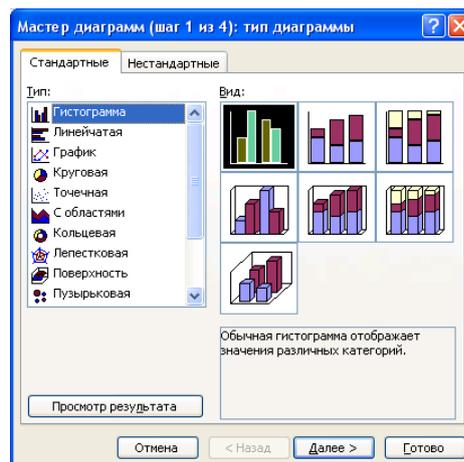 Мастер диаграмм (шаг 1 из 4): тип диаграммы
Стандартные
Нестандартные
Тип:
Гистограмма
Линейчатая
График
Круговая
Точечная
С областями
Кольцевая
Лепестковая
Поверхность
Пузырьковая
Вид:
Обычная гистограмма отображает
значения различных категорий.
Просмотр результата
Отмена
< Назад
Далее >
Готово